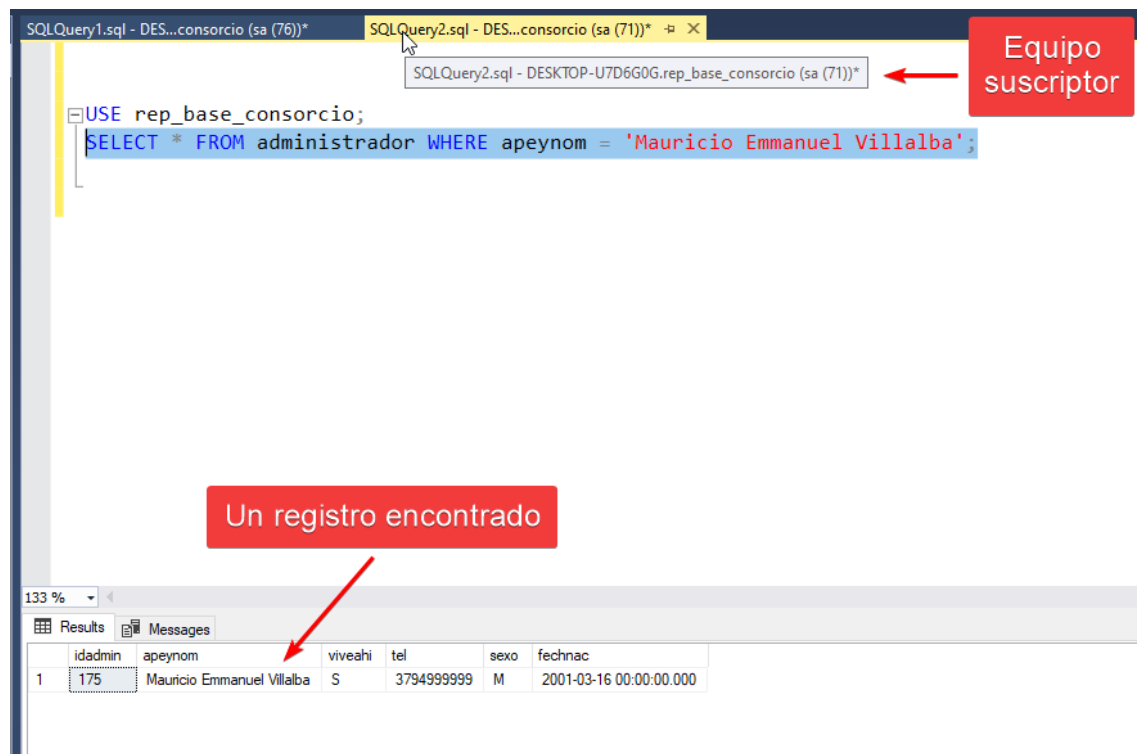 SQLQuery1.sql - DES...consorcio (sa (76))*
SQLQuery2.sql - DES...consorcio (sa (71))*
SQLQuery2.sql - DESKTOP-U7D6G0G.rep_base_consorcio (sa (71))*
Equipo
suscriptor
USE rep_base_consorcio;
SELECT * FROM administrador WHERE apeynom = 'Mauricio Emmanuel Villalba';
Un registro encontrado
133 %
Results Messages
idadmin apeynom viveahi tel sexo fechnac
1 175 Mauricio Emmanuel Villalba S 3794999999 M 2001-03-16 00:00:00.000